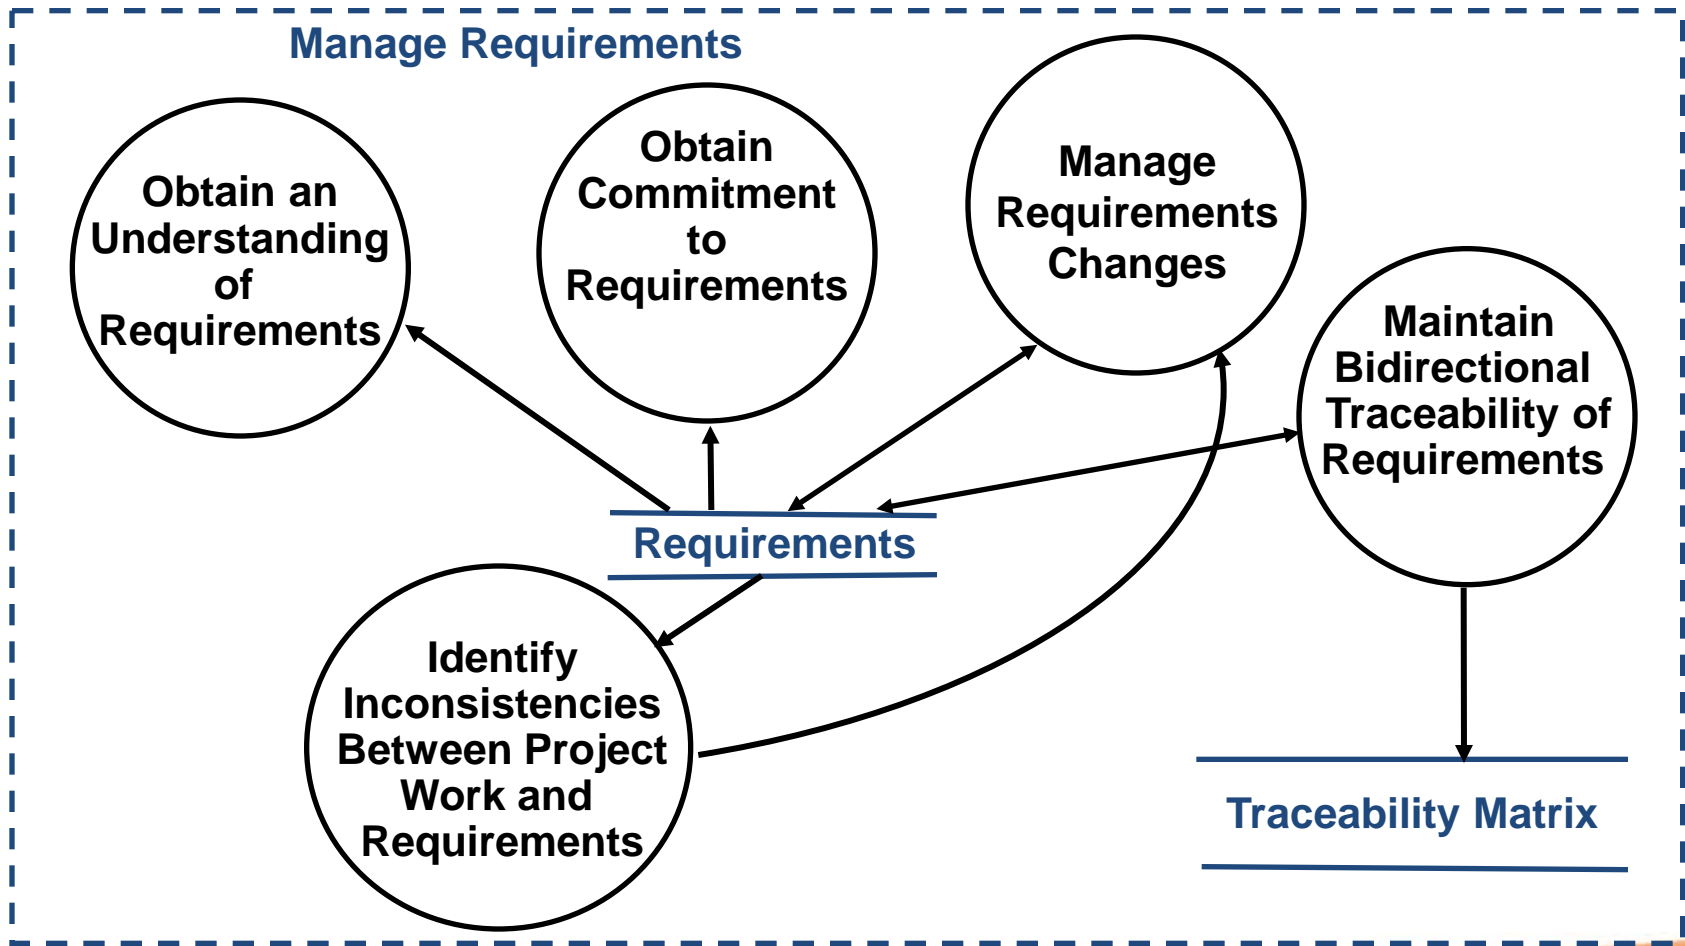 Manage Requirements
Obtain an
Understanding
of
Requirements
Obtain
Commitment
to
Requirements
Manage
Requirements
Changes
Maintain
Bidirectional
Traceability of
Requirements
Requirements
Identify
Inconsistencies
Between Project
Work and
Requirements
Traceability Matrix